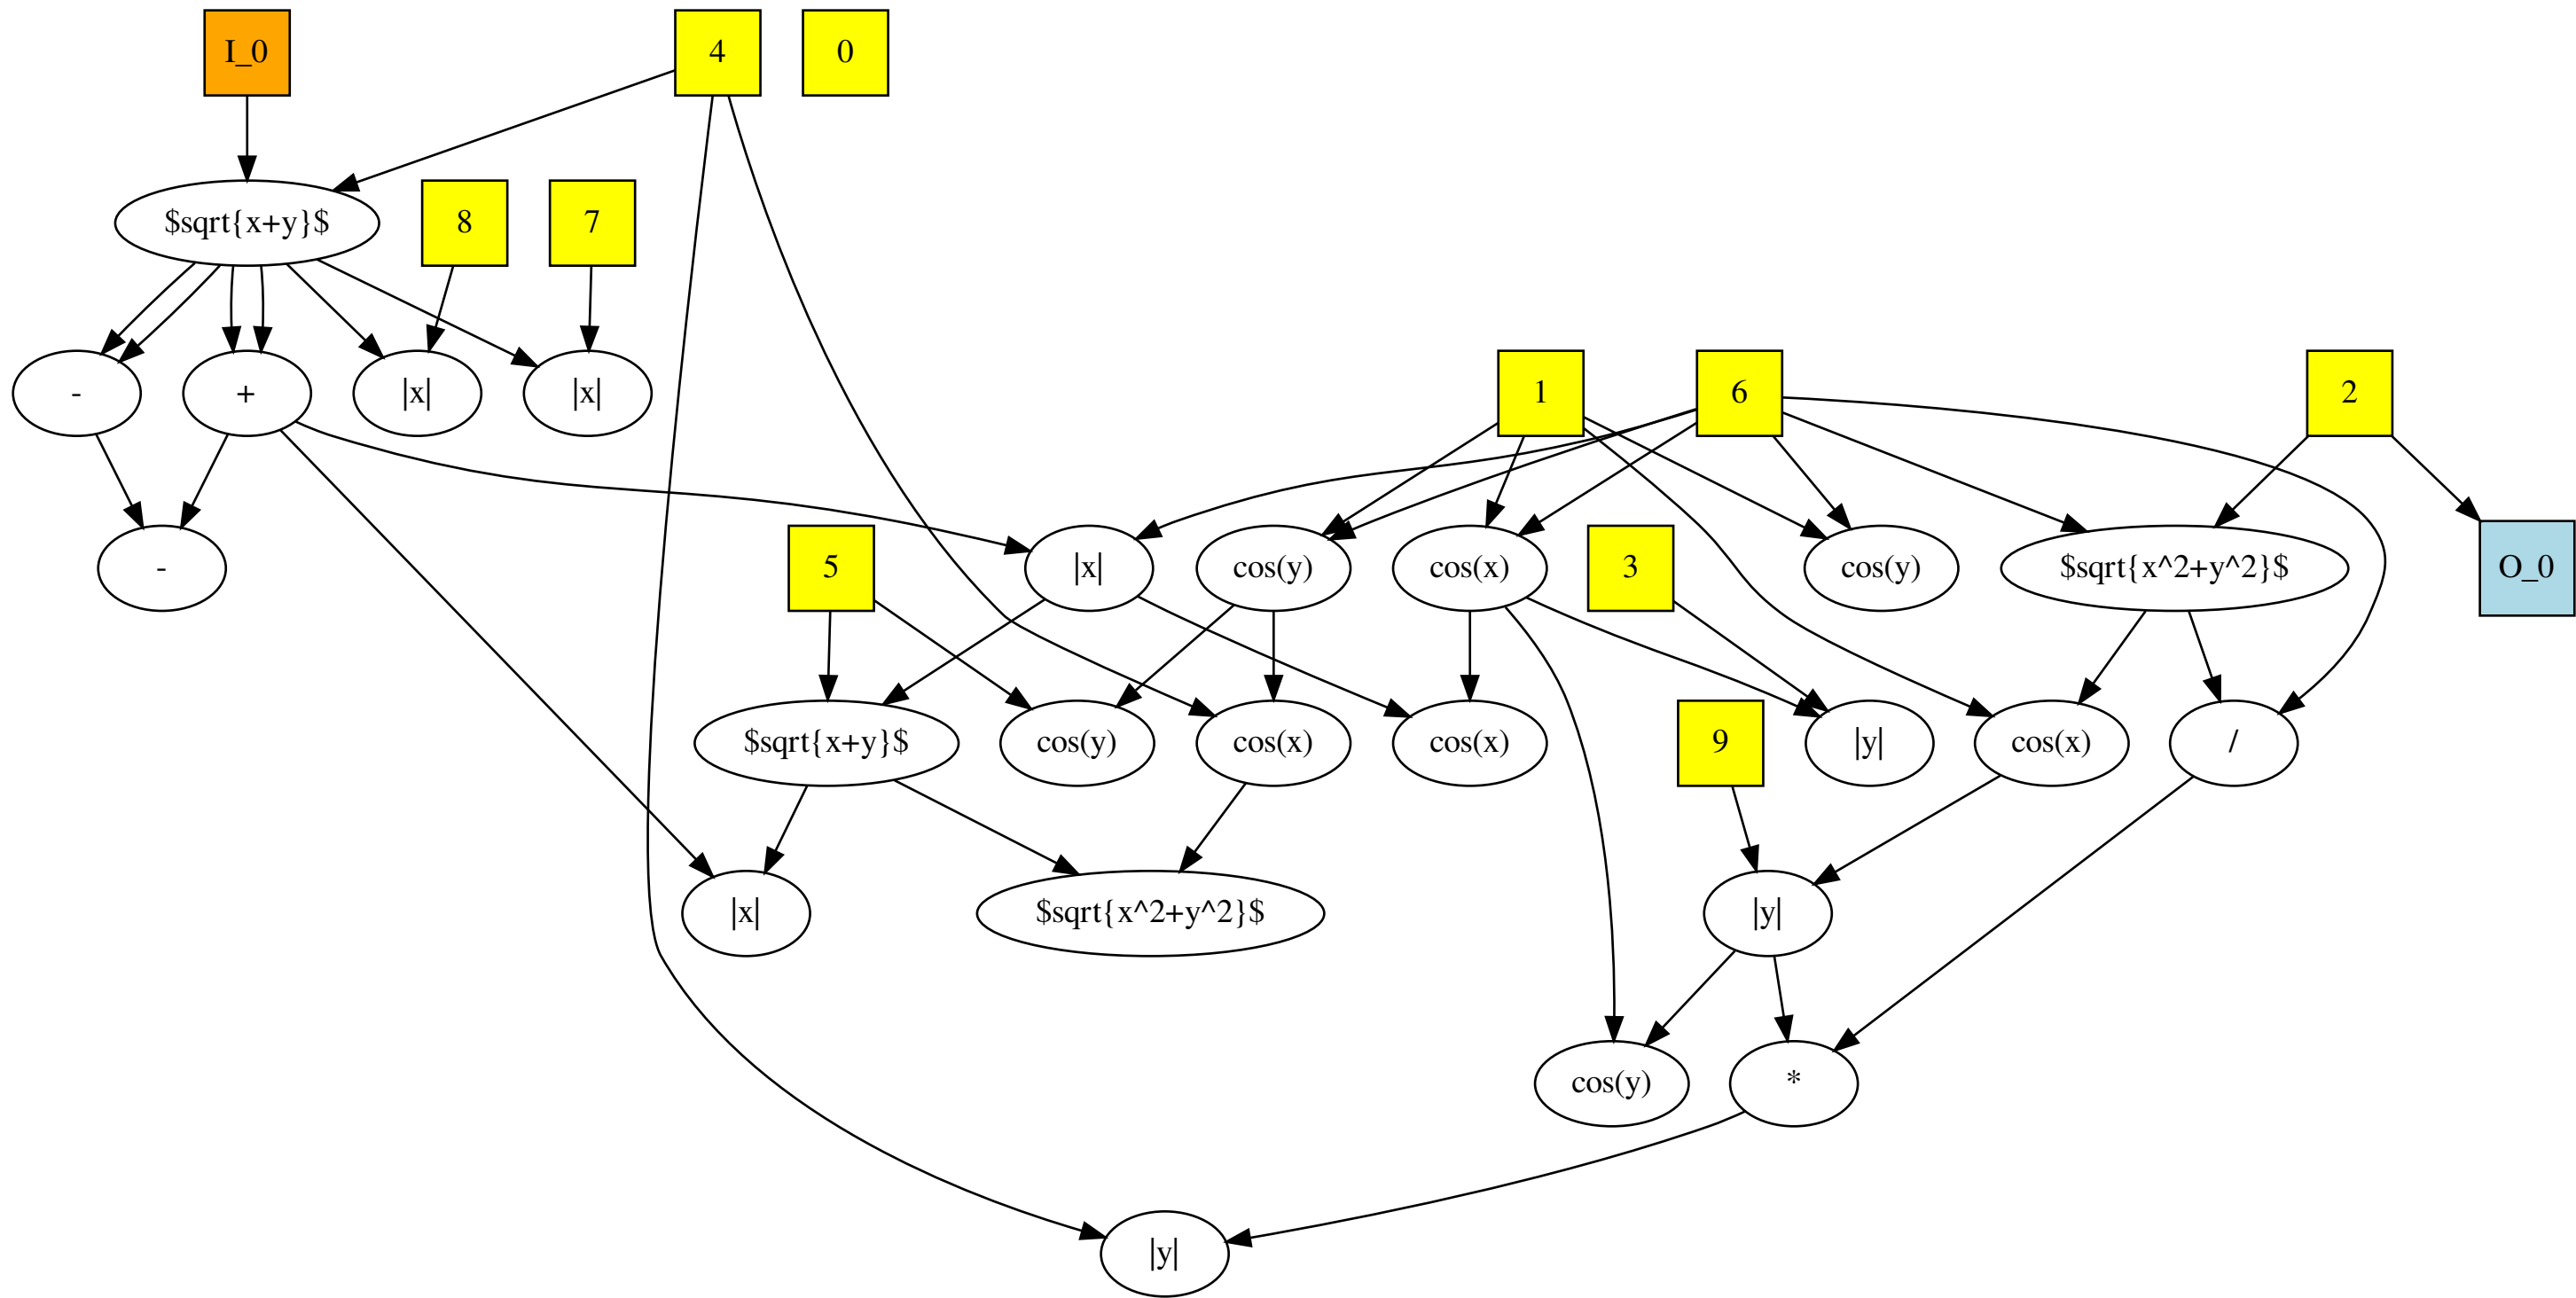 I_0
4
0
$sqrt{x+y}$
8
7
-
+
|x|
|x|
1
6
2
-
5
|x|
cos(y)
cos(x)
3
cos(y)
$sqrt{x^2+y^2}$
O_0
$sqrt{x+y}$
cos(y)
cos(x)
cos(x)
9
|y|
cos(x)
/
|x|
$sqrt{x^2+y^2}$
|y|
cos(y)
*
|y|